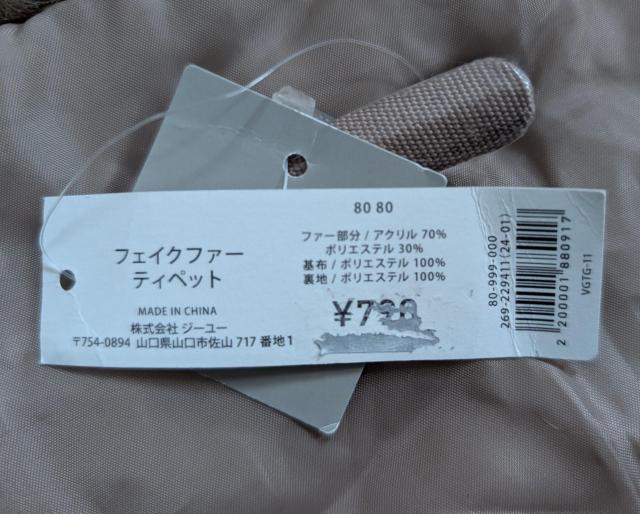 80 80
フェイクファー
ティペット
ファー部分 / アクリル 70%
ポリエステル 30%
基布 / ポリエステル 100%
裏地 / ポリエステル 100%
MADE IN CHINA
株式会社 ジーユー
〒754-0894 山口県山口市佐山 717 番地1
¥790
80-999-000
269-229411 (24-01)
2 200001 880917
VGTG-11